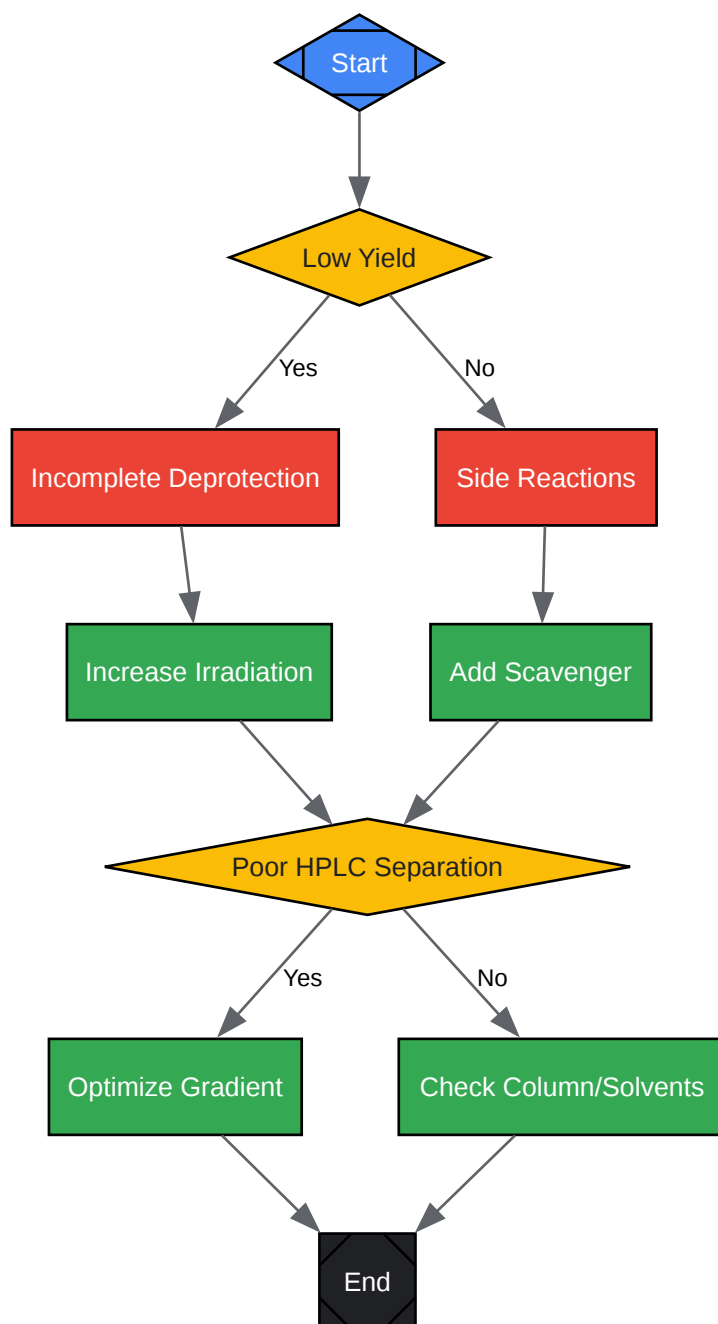 Start
Low Yield
Yes
No
Incomplete Deprotection
Side Reactions
Increase Irradiation
Add Scavenger
Poor HPLC Separation
Yes
No
Optimize Gradient
Check Column/Solvents
End